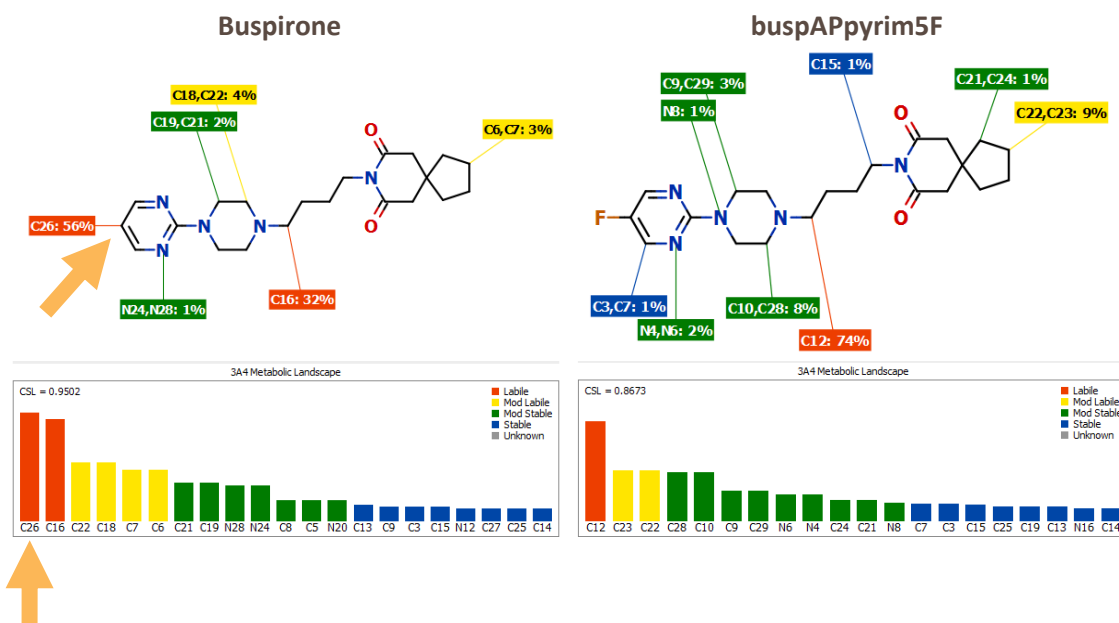 Buspirone
C18,C22: 4%
C19,C21: 2%
C6,C7: 3%
O
N
N
N
N
N
O
C26: 56%
N24,N28: 1%
C16: 32%
3A4 Metabolic Landscape
CSL = 0.9502
Labile
Mod Labile
Mod Stable
Stable
Unknown
C26 C16 C22 C18 C7 C6 C21 C19 N28 N24 C8 C5 N20 C13 C9 C3 C15 N12 C27 C25 C14
buspAPpyrim5F
C15: 1%
C9,C29: 3%
N8: 1%
C21,C24: 1%
C22,C23: 9%
O
N
F
N
N
N
N
O
C3,C7: 1%
N4,N6: 2%
C10,C28: 8%
C12: 74%
3A4 Metabolic Landscape
CSL = 0.8673
Labile
Mod Labile
Mod Stable
Stable
Unknown
C12 C23 C22 C28 C10 C9 C29 N6 N4 C24 C21 N8 C7 C3 C15 C25 C19 C13 N16 C14